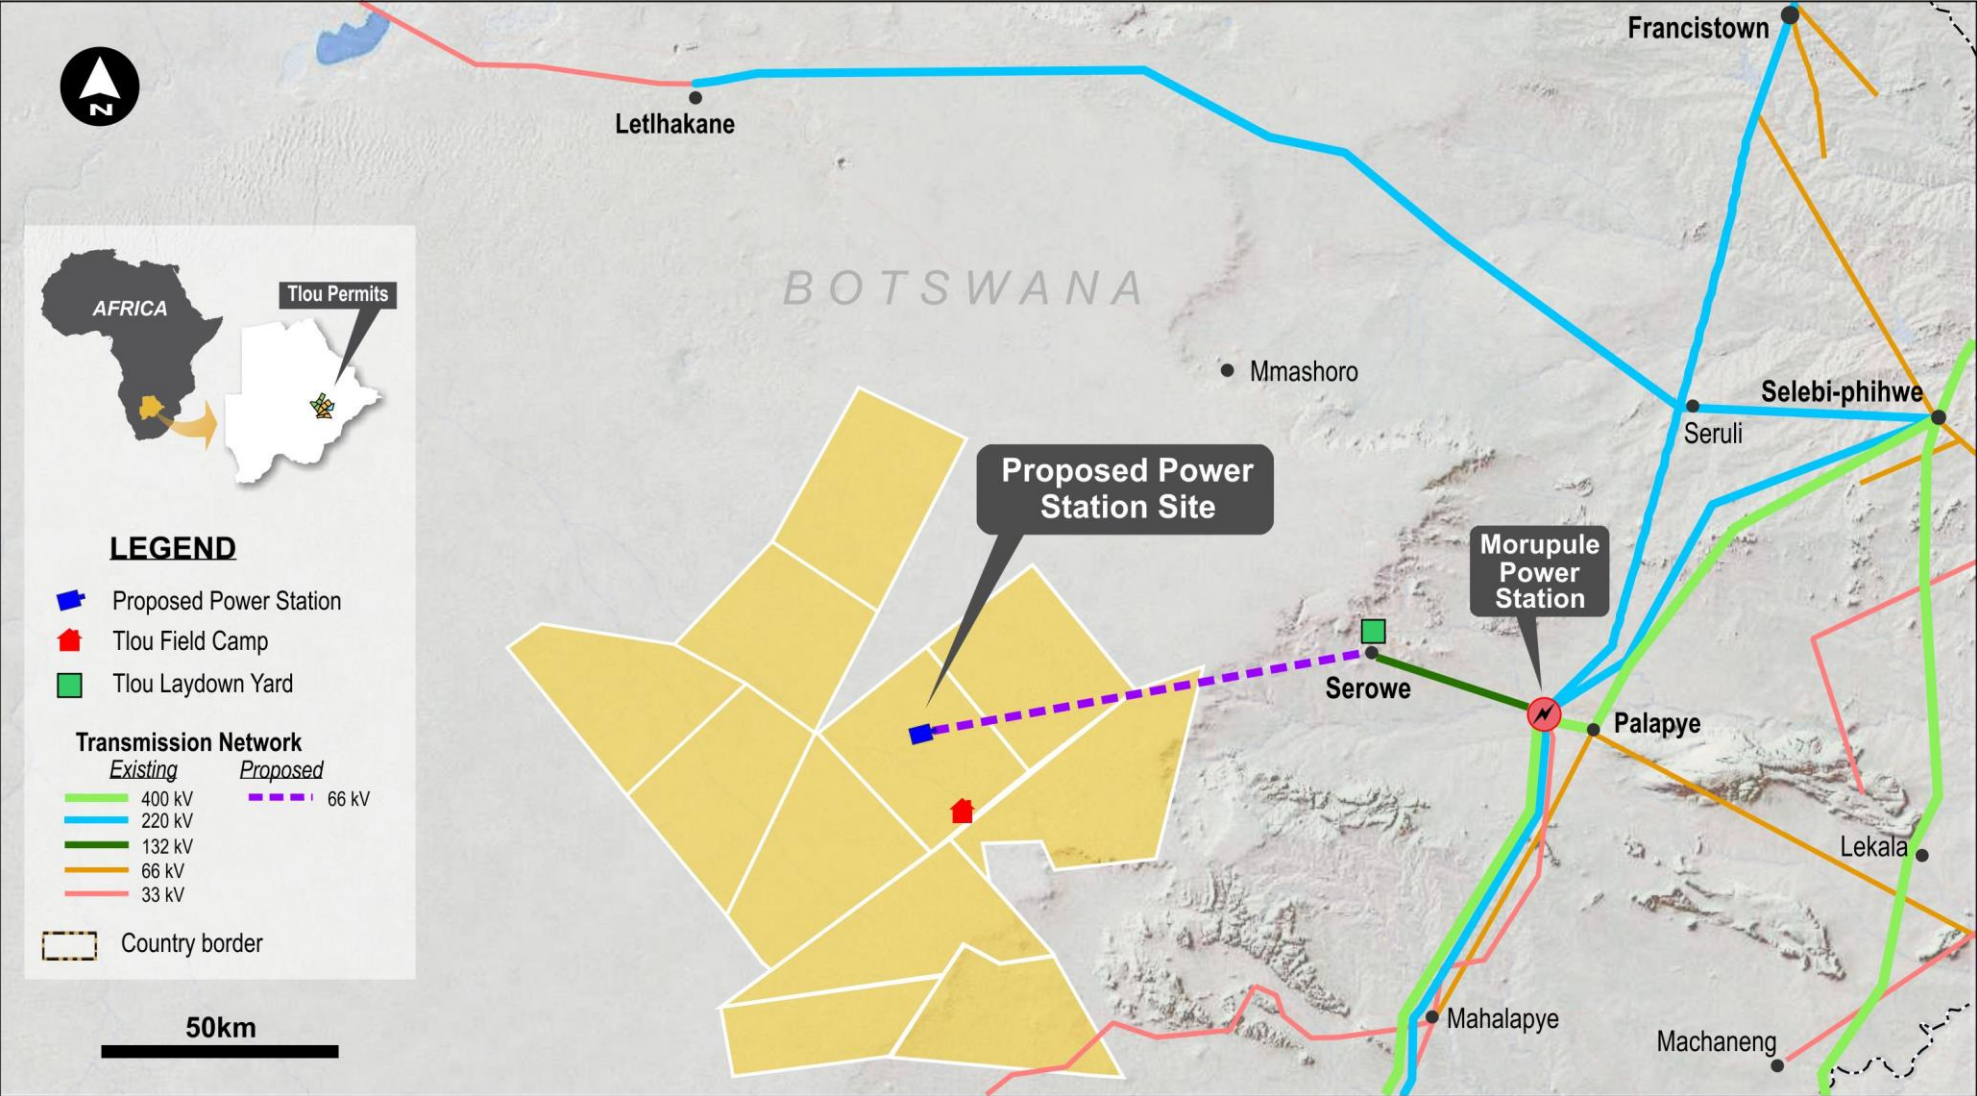 Francistown
N
Letlhakane
BOTSWANA
AFRICA
Tlou Permits
Mmashoro
Selebi-phihwe
Seruli
Proposed Power
Station Site
Morupule
Power
Station
LEGEND
Proposed Power Station
Tlou Field Camp
Tlou Laydown Yard
Serowe
Palapye
Transmission Network
Existing Proposed
400 kV 66 kV
220 kV
132 kV
66 kV
33 kV
Lekala
Country border
50km
Mahalapye
Machaneng